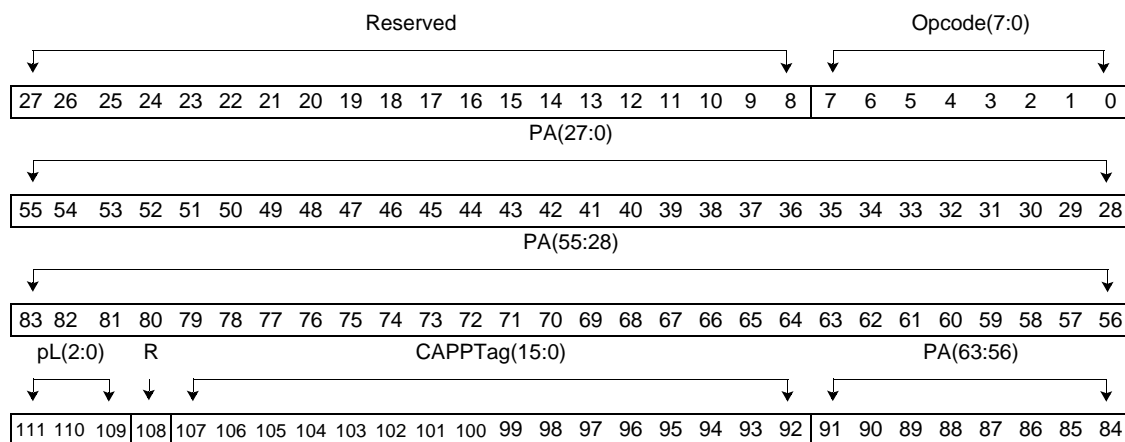 Reserved Opcode(7:0)
27 26 25 24 23 22 21 20 19 18 17 16 15 14 13 12 11 10 9 8 7 6 5 4 3 2 1 0
PA(27:0)
55 54 53 52 51 50 49 48 47 46 45 44 43 42 41 40 39 38 37 36 35 34 33 32 31 30 29 28
PA(55:28)
83 82 81 80 79 78 77 76 75 74 73 72 71 70 69 68 67 66 65 64 63 62 61 60 59 58 57 56
pL(2:0) R CAPPTag(15:0) PA(63:56)
111 110 109 108 107 106 105 104 103 102 101 100 99 98 97 96 95 94 93 92 91 90 89 88 87 86 85 84